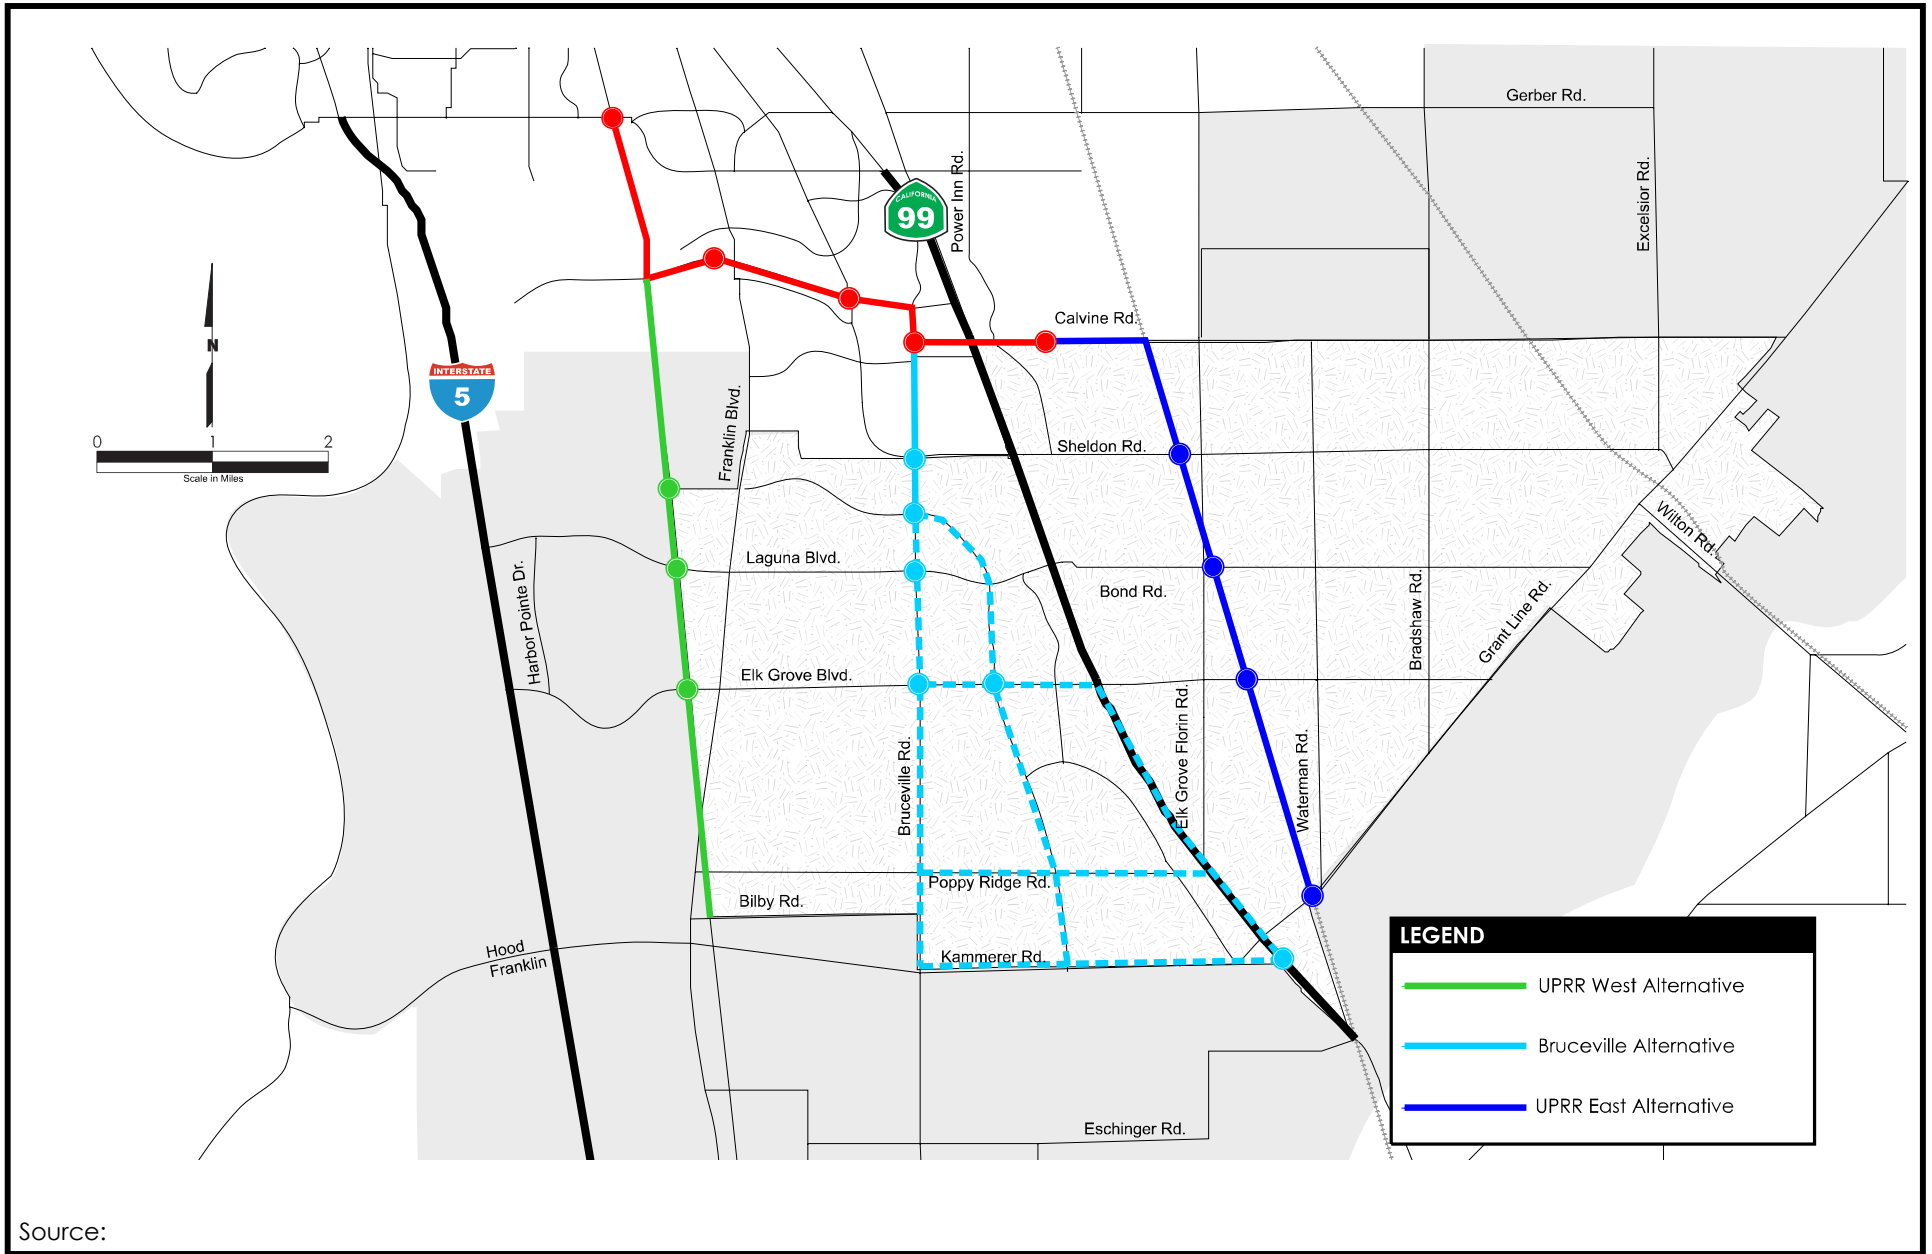 Gerber Rd.
Power Inn Rd.
Excelsior Rd.
CALIFORNIA
99
N
Calvine Rd.
INTERSTATE
5
0 1 2
Scale in Miles
Franklin Blvd.
Sheldon Rd.
Wilton Rd.
Laguna Blvd.
Harbor Pointe Dr.
Bond Rd.
Bradshaw Rd.
Grant Line Rd.
Elk Grove Blvd.
Elk Grove Florin Rd.
Bruceville Rd.
Waterman Rd.
Poppy Ridge Rd.
Bilby Rd.
Hood
Franklin
Kammerer Rd.
LEGEND
UPRR West Alternative
Bruceville Alternative
UPRR East Alternative
Eschinger Rd.
Source: